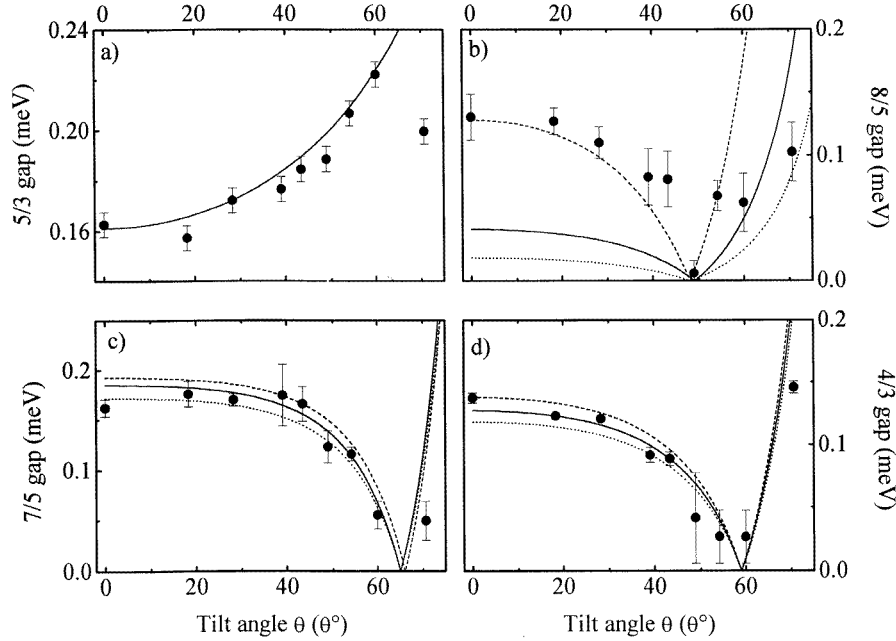 0 20 40 60 0 20 40 60
0.24 a) b) 0.2
0.20 0.1
0.16 0.0
5/3 gap (meV)
8/5 gap (meV)
c) d) 0.2
0.2
0.1 0.1
0.0 0.0
7/5 gap (meV)
4/3 gap (meV)
0 20 40 60 0 20 40 60
Tilt angle θ (θ°) Tilt angle θ (θ°)